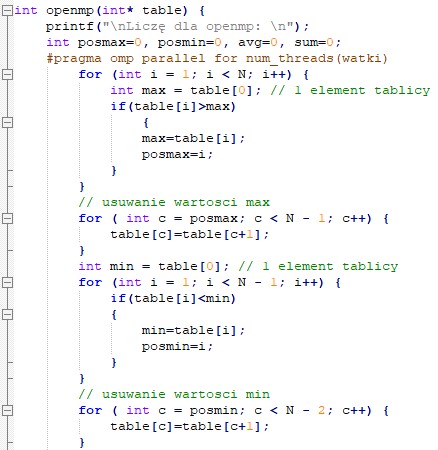 int openmp(int* table) {
printf("\nLiczę dla openmp: \n");
int posmax=0, posmin=0, avg=0, sum=0;
#pragma omp parallel for num_threads(watki)
for (int i = 1; i < N; i++) {
int max = table[0]; // 1 element tablicy
if(table[i]>max)
{
max=table[i];
posmax=i;
}
}
// usuwanie wartosci max
for ( int c = posmax; c < N - 1; c++) {
table[c]=table[c+1];
}
int min = table[0]; // 1 element tablicy
for (int i = 1; i < N - 1; i++) {
if(table[i]<min)
{
min=table[i];
posmin=i;
}
}
// usuwanie wartosci min
for ( int c = posmin; c < N - 2; c++) {
table[c]=table[c+1];
}